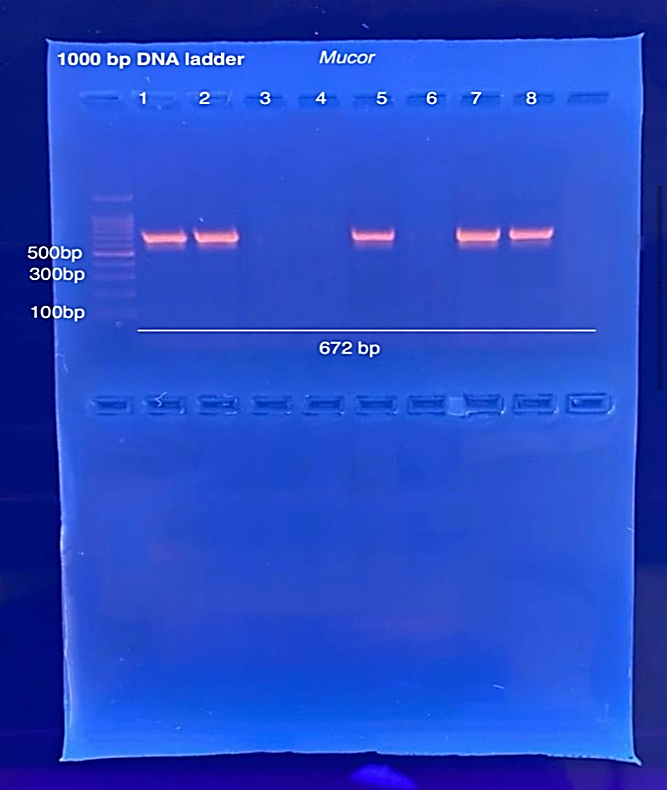 1000 bp DNA ladder Mucor
1 2 3 4 5 6 7 8
500bp
300bp
100bp
672 bp